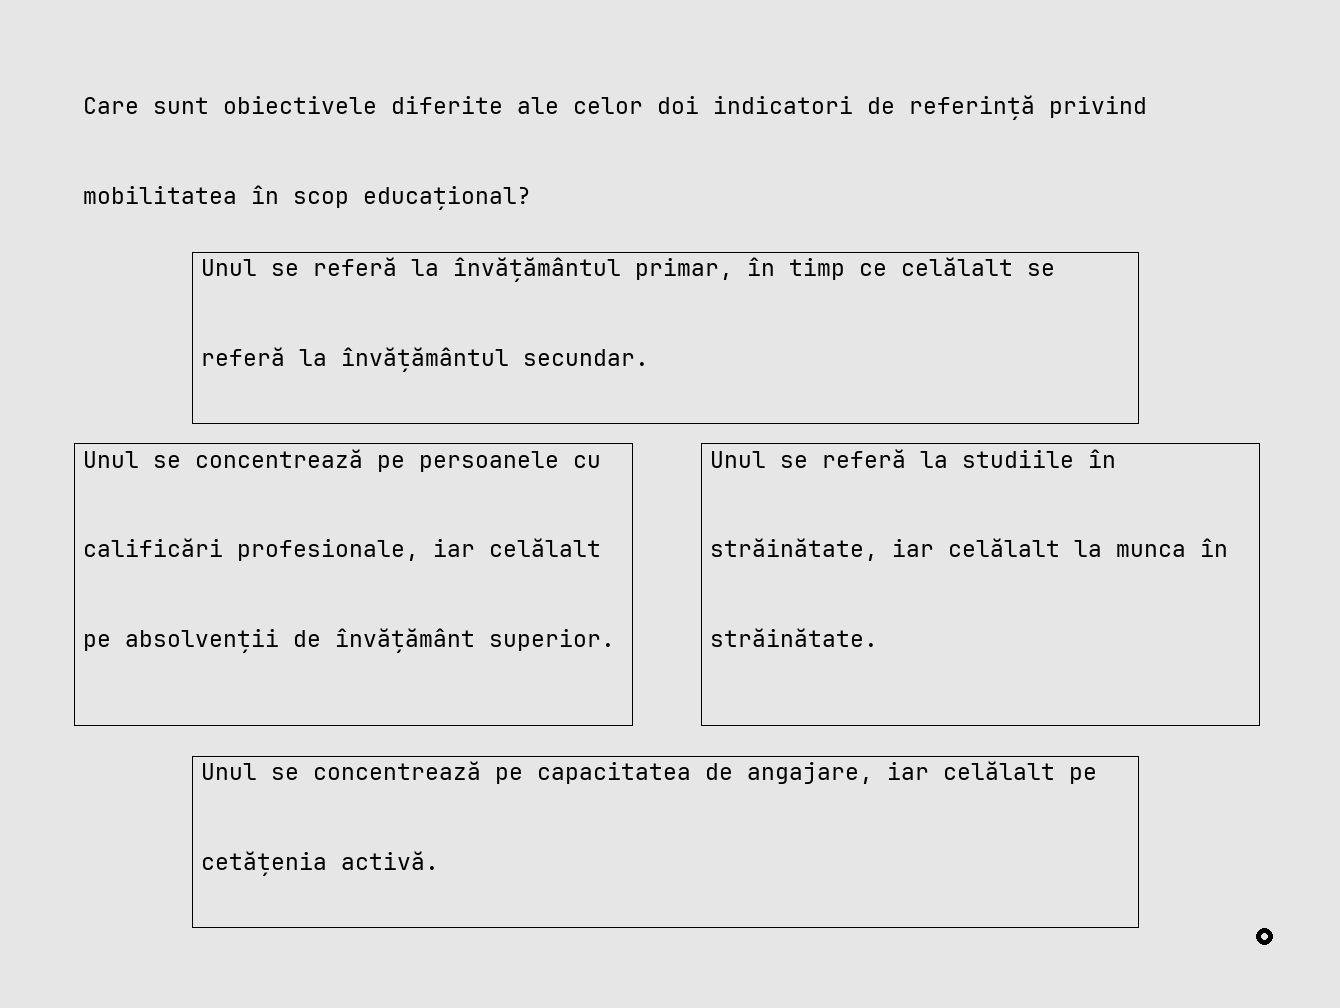 Care sunt obiectivele diferite ale celor doi indicatori de referință privind
mobilitatea în scop educațional?
Unul se referă la învățământul primar, în timp ce celălalt se
referă la învățământul secundar.
Unul se concentrează pe persoanele cu
calificări profesionale, iar celălalt
pe absolvenții de învățământ superior.
Unul se referă la studiile în
străinătate, iar celălalt la munca în
străinătate.
Unul se concentrează pe capacitatea de angajare, iar celălalt pe
cetățenia activă.